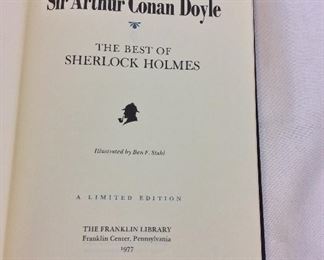 Sir Arthur Conan Doyle
THE BEST OF
SHERLOCK HOLMES
Illustrated by Ben F. Stahl
A LIMITED EDITION
THE FRANKLIN LIBRARY
Franklin Center, Pennsylvania
1977